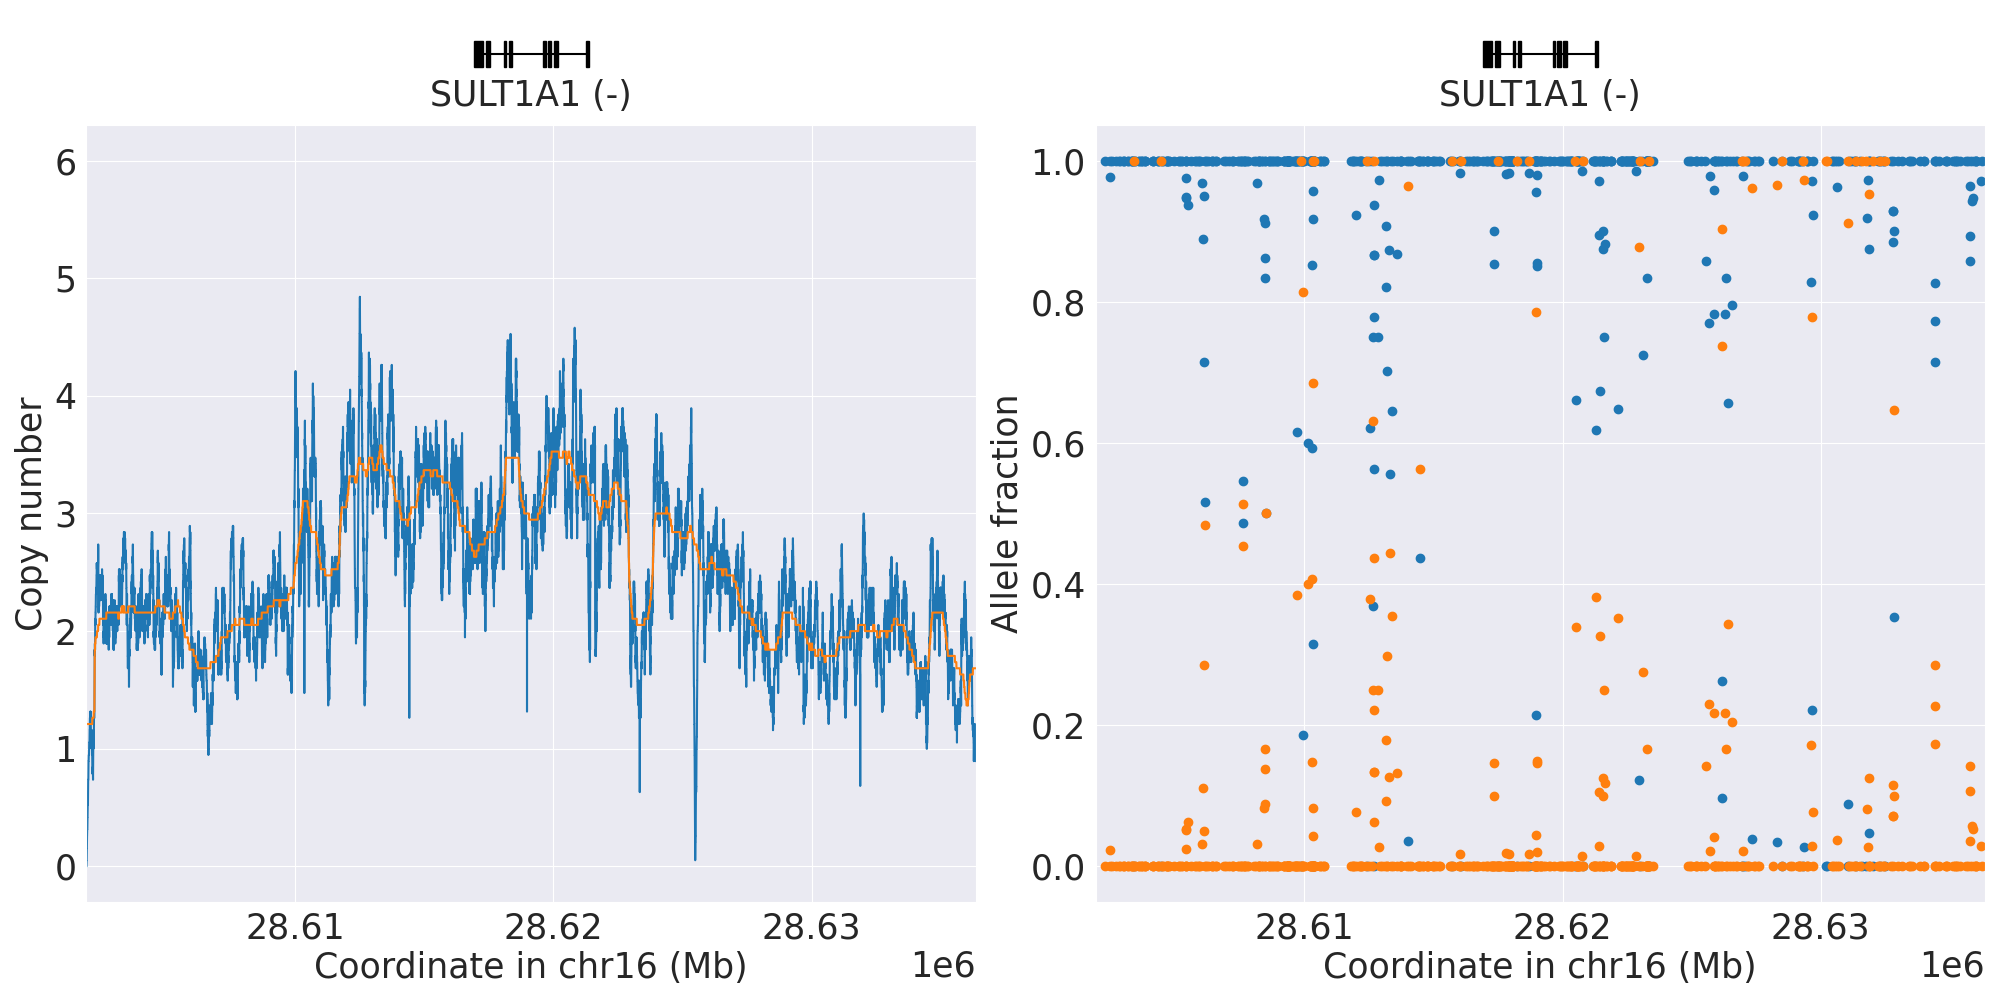 SULT1A1 (-)
6
5
4
3
2
1
0
Copy number
28.61
28.62
28.63
Coordinate in chr16 (Mb)
1e6
SULT1A1 (-)
1.0
0.8
0.6
0.4
0.2
0.0
Allele fraction
28.61
28.62
28.63
Coordinate in chr16 (Mb)
1e6